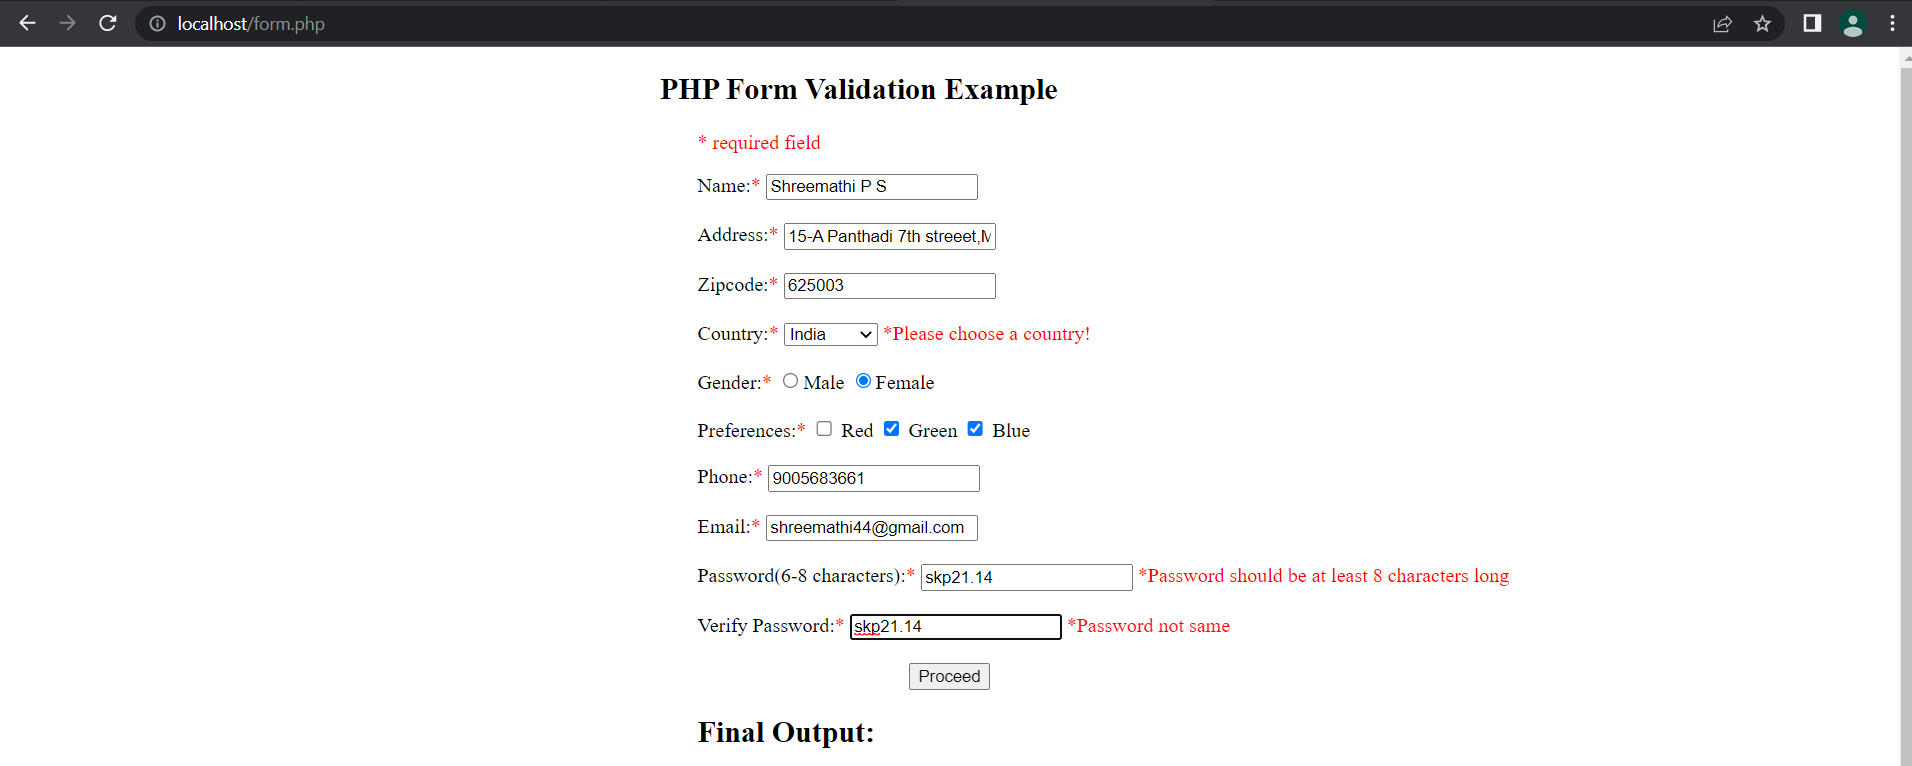 localhost/form.php
PHP Form Validation Example
* required field
Name:* Shreemathi P S
Address:* 15-A Panthadi 7th streeet,M
Zipcode:* 625003
Country:* India *Please choose a country!
Gender:* Male Female
Preferences:* Red Green Blue
Phone:* 9005683661
Email:* shreemathi44@gmail.com
Password(6-8 characters):* skp21.14 *Password should be at least 8 characters long
Verify Password:* skp21.14 *Password not same
Proceed
Final Output: